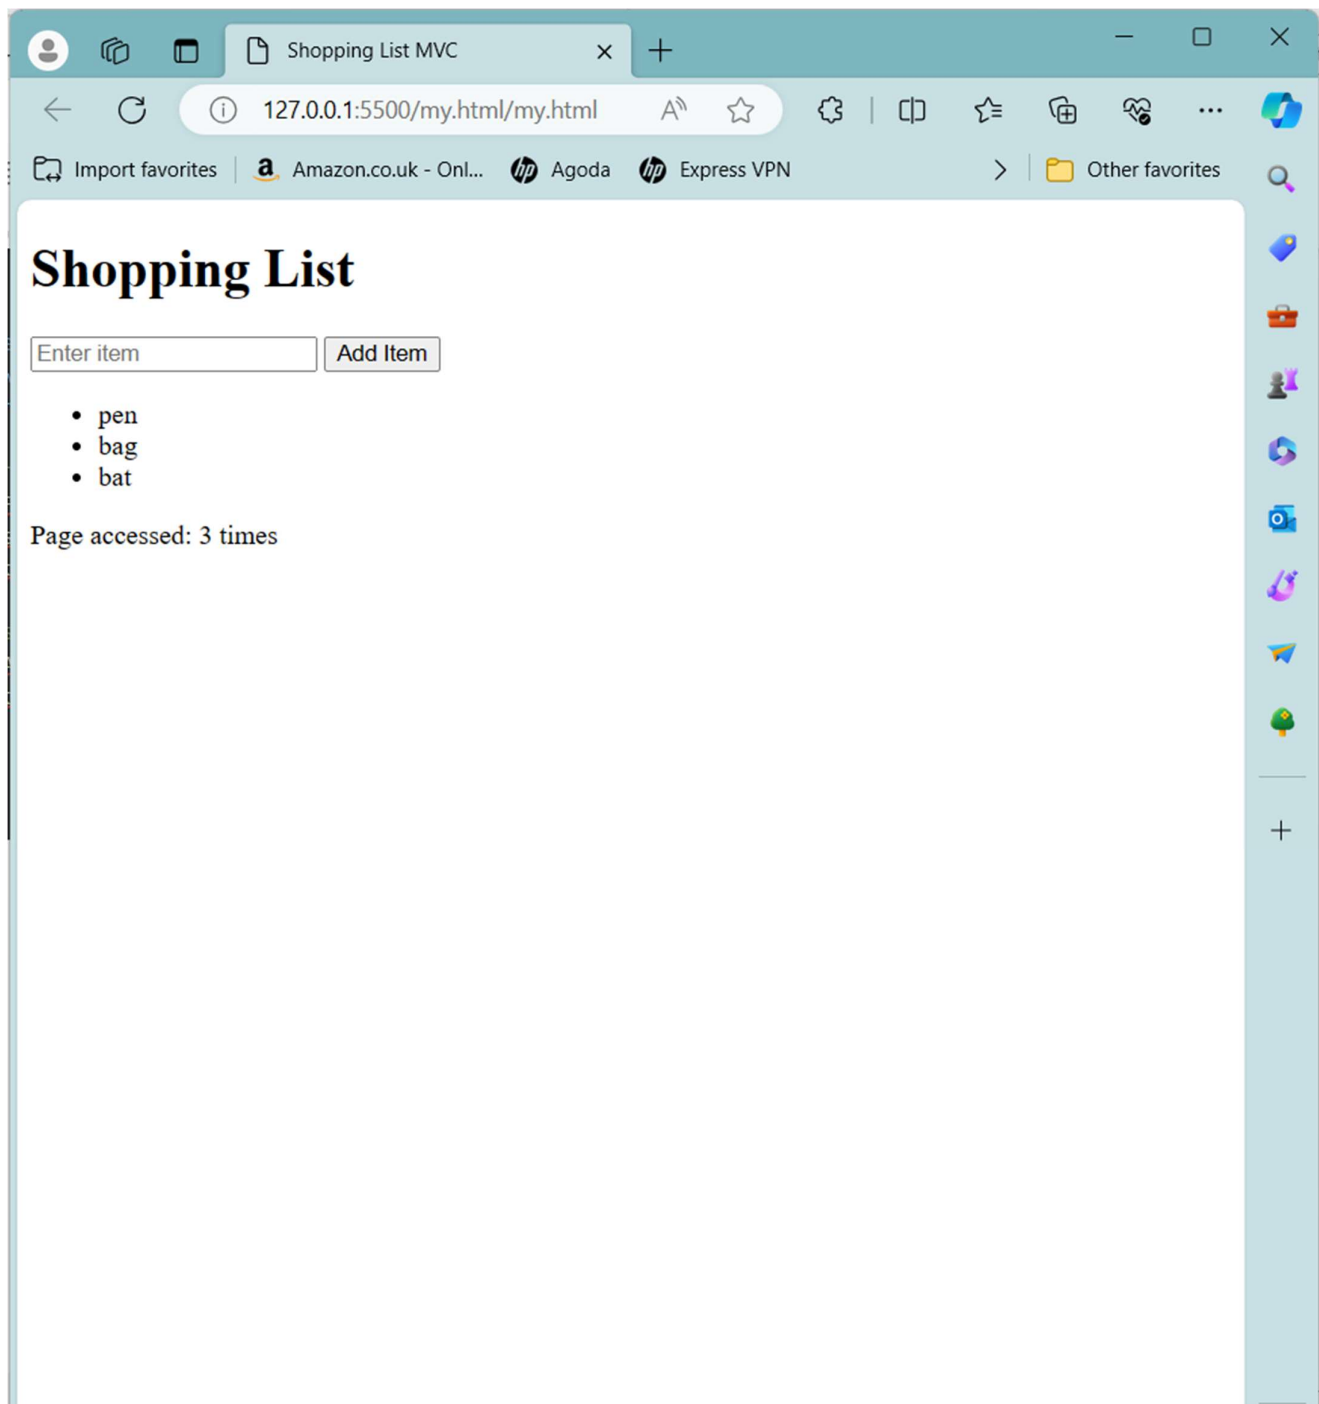 Shopping List MVC
127.0.0.1:5500/my.html/my.html
Import favorites
Amazon.co.uk - Onl...
Agoda
Express VPN
Other favorites
Shopping List
Enter item
Add Item
pen
bag
bat
Page accessed: 3 times